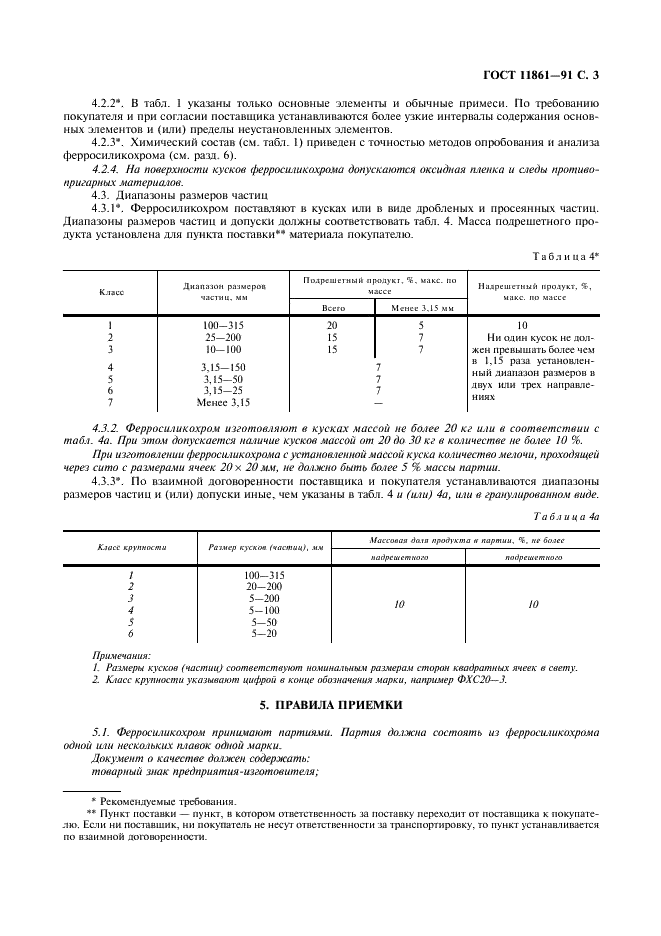 ГОСТ 11861—91 С. 3
4.2.2*. В табл. 1 указаны только основные элементы и обычные примеси. По требованию
покупателя и при согласии поставщика устанавливаются более узкие интервалы содержания основ-
ных элементов и (или) пределы неустановленных элементов.
4.2.3*. Химический состав (см. табл. 1) приведен с точностью методов опробования и анализа
ферросиликохрома (см. разд. 6).
4.2.4. На поверхности кусков ферросиликохрома допускаются оксидная пленка и следы противо-
пригарных материалов.
4.3. Диапазоны размеров частиц
4.3.1*. Ферросиликохром поставляют в кусках или в виде дробленых и просеянных частиц.
Диапазоны размеров частиц и допуски должны соответствовать табл. 4. Масса подрешетного про-
дукта установлена для пункта поставки** материала покупателю.
Таблица 4*
Класс
Диапазон размеров
частиц, мм
Подрешетный продукт, %, макс. по
массе
Надрешетный продукт, %,
макс. по массе
Всего
Менее 3,15 мм
1 100—315 20 5 10
2 25—200 15 7 Ни один кусок не дол-
3 10—100 15 7 жен превышать более чем
в 1,15 раза установлен-
4 3,15—150 7 ный диапазон размеров в
5 3,15—50 7 двух или трех направле-
6 3,15—25 7 ниях
7 Менее 3,15 —
4.3.2. Ферросиликохром изготовляют в кусках массой не более 20 кг или в соответствии с
табл. 4а. При этом допускается наличие кусков массой от 20 до 30 кг в количестве не более 10 %.
При изготовлении ферросиликохрома с установленной массой куска количество мелочи, проходящей
через сито с размерами ячеек 20 × 20 мм, не должно быть более 5 % массы партии.
4.3.3*. По взаимной договоренности поставщика и покупателя устанавливаются диапазоны
размеров частиц и (или) допуски иные, чем указаны в табл. 4 и (или) 4а, или в гранулированном виде.
Таблица 4а
Класс крупности
Размер кусков (частиц), мм
Массовая доля продукта в партии, %, не более
надрешетного
подрешетного
1 100—315
2 20—200
3 5—200
10 10
4 5—100
5 5—50
6 5—20
Примечания:
1. Размеры кусков (частиц) соответствуют номинальным размерам сторон квадратных ячеек в свету.
2. Класс крупности указывают цифрой в конце обозначения марки, например ФХС20—3.
5. ПРАВИЛА ПРИЕМКИ
5.1. Ферросиликохром принимают партиями. Партия должна состоять из ферросиликохрома
одной или нескольких плавок одной марки.
Документ о качестве должен содержать:
товарный знак предприятия-изготовителя;
* Рекомендуемые требования.
** Пункт поставки — пункт, в котором ответственность за поставку переходит от поставщика к покупате-
лю. Если ни поставщик, ни покупатель не несут ответственности за транспортировку, то пункт устанавливается
по взаимной договоренности.